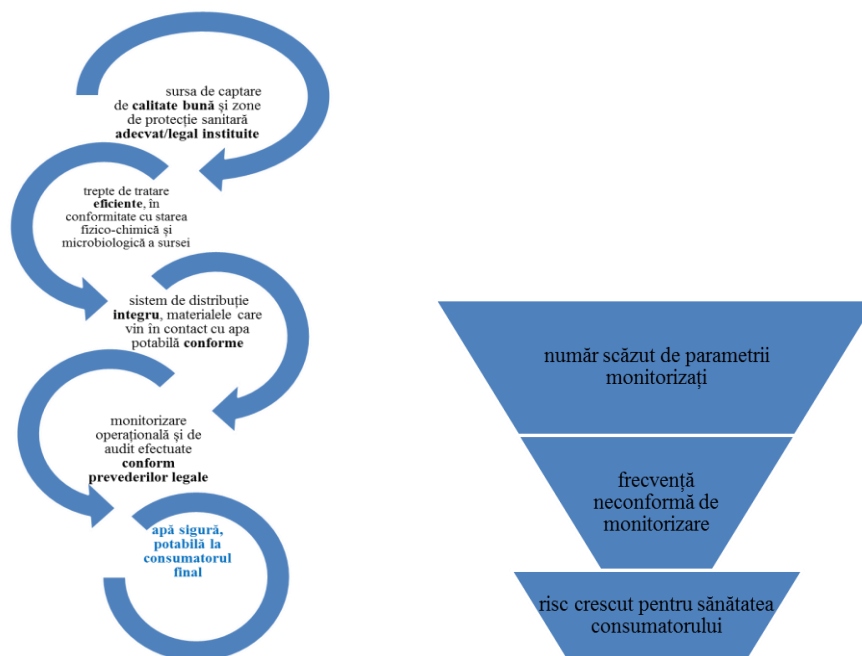 sursa de captare
de calitate bună și zone
de protecție sanitară
adecvat/legal instituite
trepte de tratare
eficiente, în
conformitate cu starea
fizico-chimică și
microbiologică a sursei
sistem de distribuție
integru, materialele care
vin în contact cu apa
potabilă conforme
monitorizare
operațională și de
audit efectuate
conform
prevederilor legale
apă sigură,
potabilă la
consumatorul
final
număr scăzut de parametrii
monitorizați
frecvență
neconformă de
monitorizare
risc crescut pentru sănătatea
consumatorului